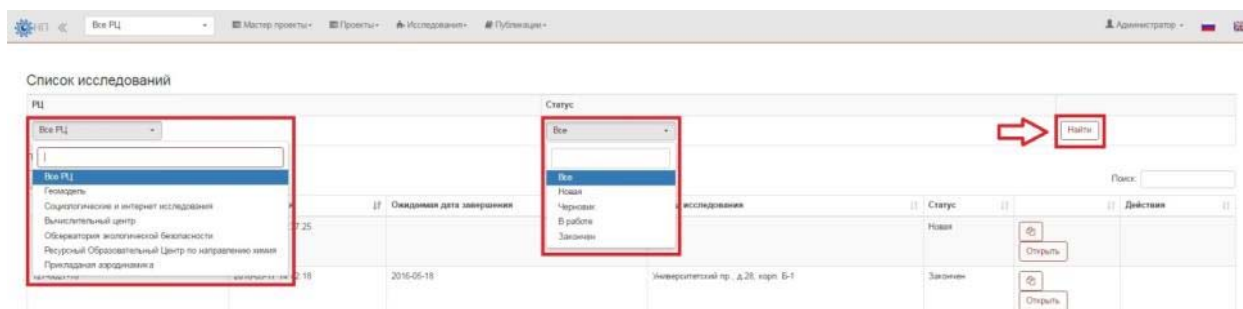 НП Все РЦ Мастер проекты Проекты Исследования Публикации Администратор
Список исследований
РЦ Статус
Все РЦ Все Найти
Поиск:
Все РЦ
Геомодель
Социологические и интернет исследования
Вычислительный центр
Обсерватория экологической безопасности
Ресурсный Образовательный Центр по направлению химия
Прикладная аэродинамика
Все
Новая
Черновик
В работе
Закончен
Ожидаемая дата завершения исследования Статус Действия
Новая
Открыть
2016-05-18 Университетский пр., д.28, корп. Б-1 Закончен
Открыть